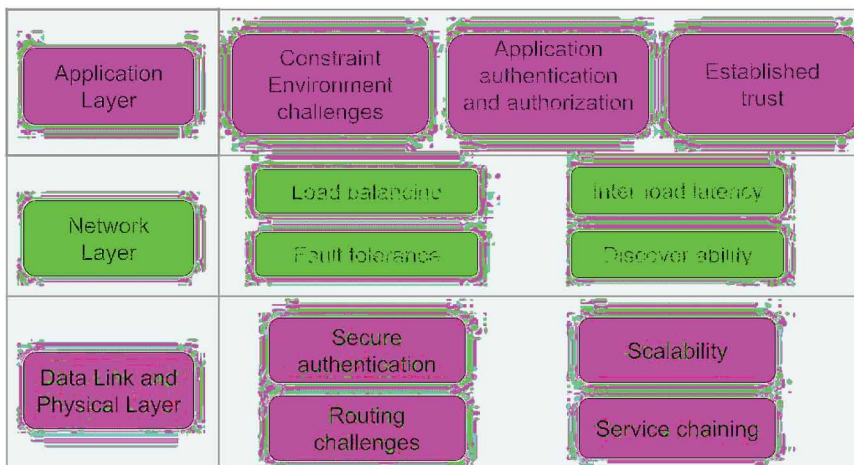 Application
Layer
Constraint
Environment
challenges
Application
authentication
and authorization
Established
trust
Network
Layer
Load balancing
Inter load latency
Fault tolerance
Discover ability
Data Link and
Physical Layer
Secure
authentication
Scalability
Routing
challenges
Service chaining